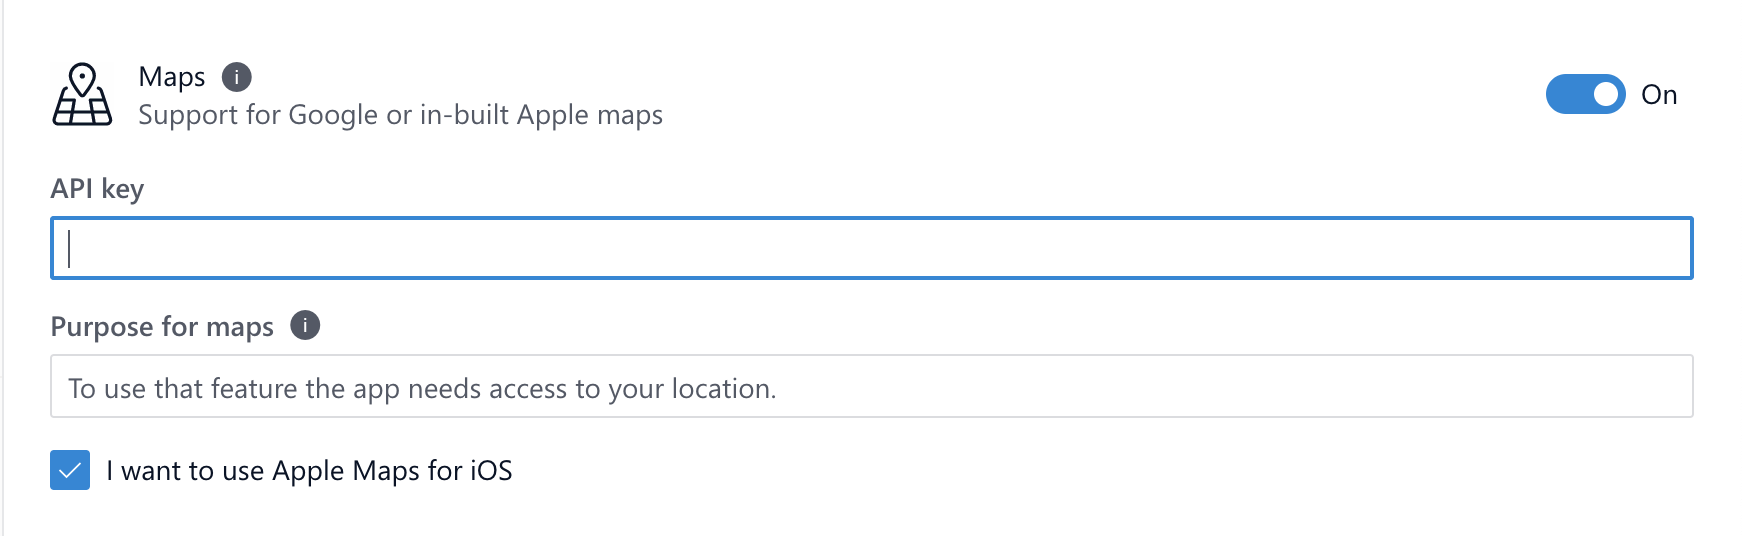 Maps i
Support for Google or in-built Apple maps
On
API key
Purpose for maps i
To use that feature the app needs access to your location.
I want to use Apple Maps for iOS